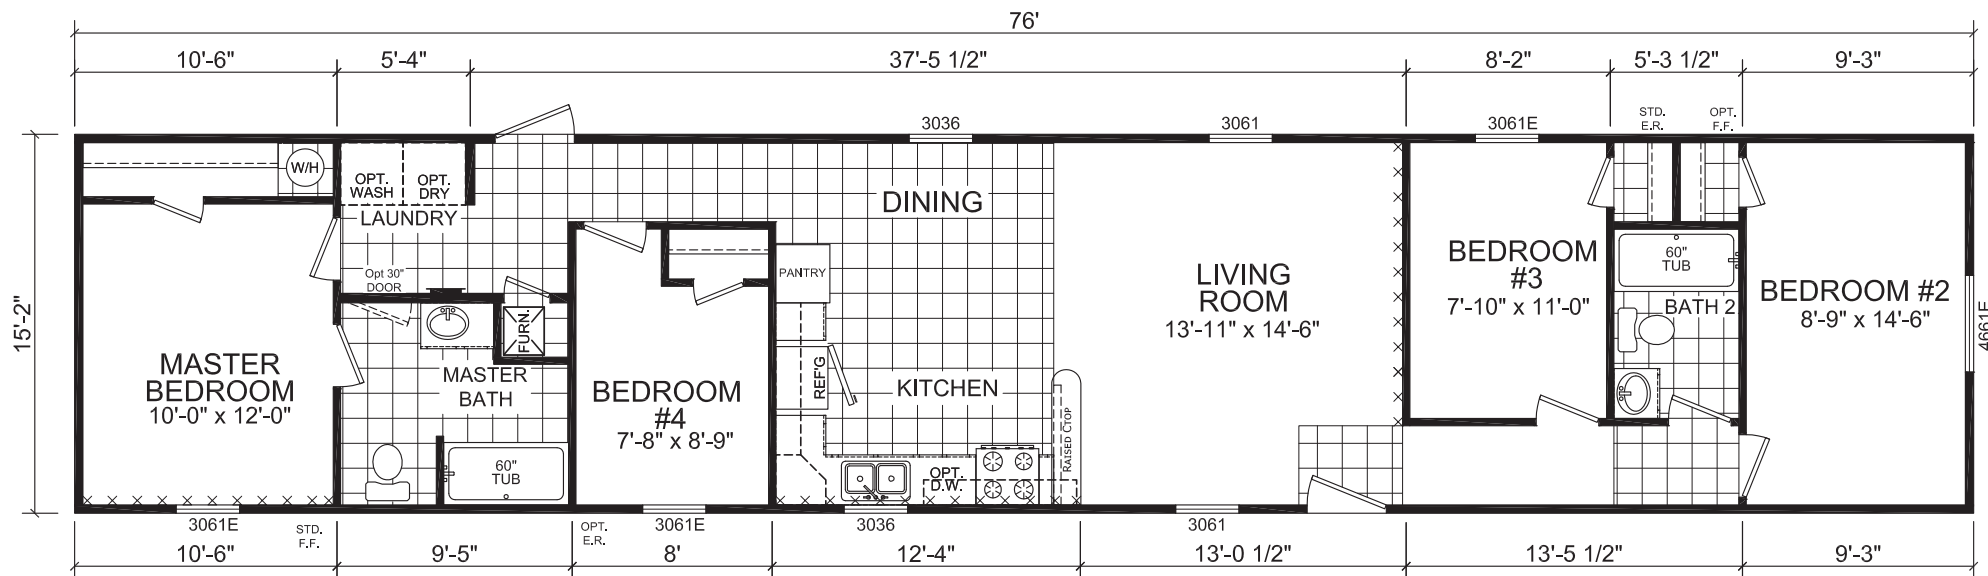 76'
10'-6" 5'-4" 37'-5 1/2" 8'-2" 5'-3 1/2" 9'-3"
3036 3061 3061E
STD.
E.R.
OPT.
F.F.
15'-2"
W/H
OPT.
WASH
OPT.
DRY
LAUNDRY
Opt 30"
DOOR
FURN.
MASTER
BEDROOM
10'-0" x 12'-0"
MASTER
BATH
60"
TUB
BEDROOM
#4
7'-8" x 8'-9"
DINING
PANTRY
REF'G
KITCHEN
OPT.
D.W.
RAISED CTOP
LIVING
ROOM
13'-11" x 14'-6"
BEDROOM
#3
7'-10" x 11'-0"
60"
TUB
BATH 2
BEDROOM #2
8'-9" x 14'-6"
4661E
3061E
STD.
F.F.
OPT.
E.R.
3061E
3036
3061
10'-6" 9'-5" 8' 12'-4" 13'-0 1/2" 13'-5 1/2" 9'-3"